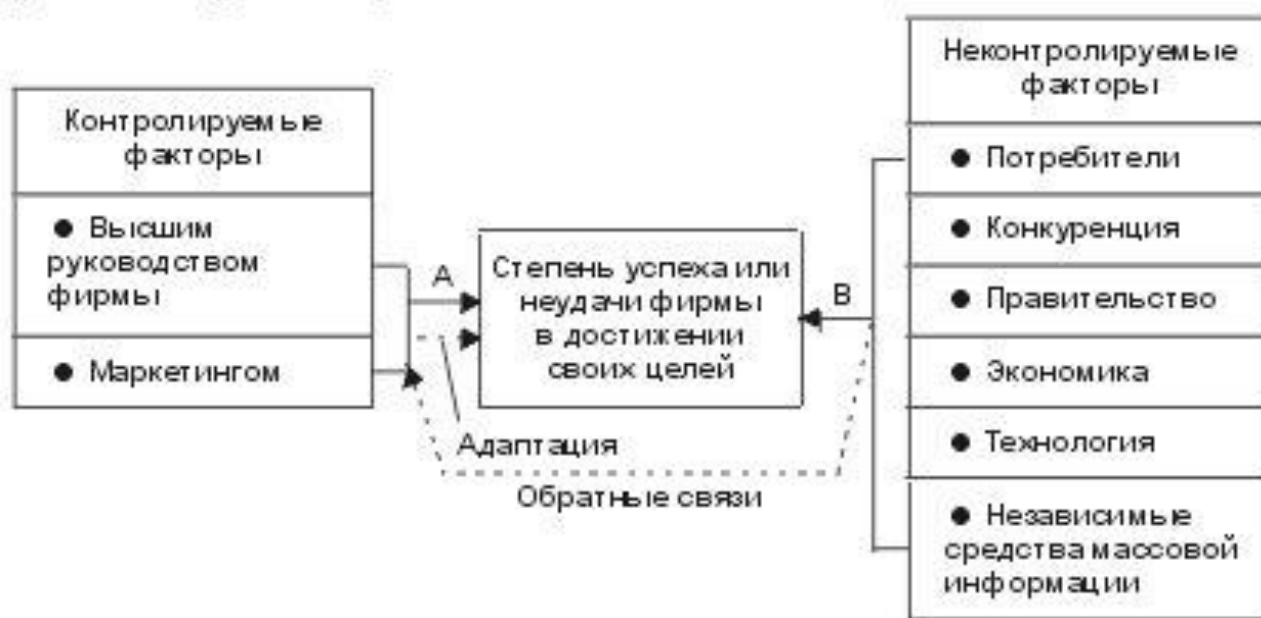 Контролируемые
факторы
● Высшим
руководством
фирмы
● Маркетингом
А
Адаптация
Обратные связи
Степень успеха или
неудачи фирмы
в достижении
своих целей
В
Неконтролируемые
факторы
● Потребители
● Конкуренция
● Правительство
● Экономика
● Технология
● Независимые
средства массовой
информации